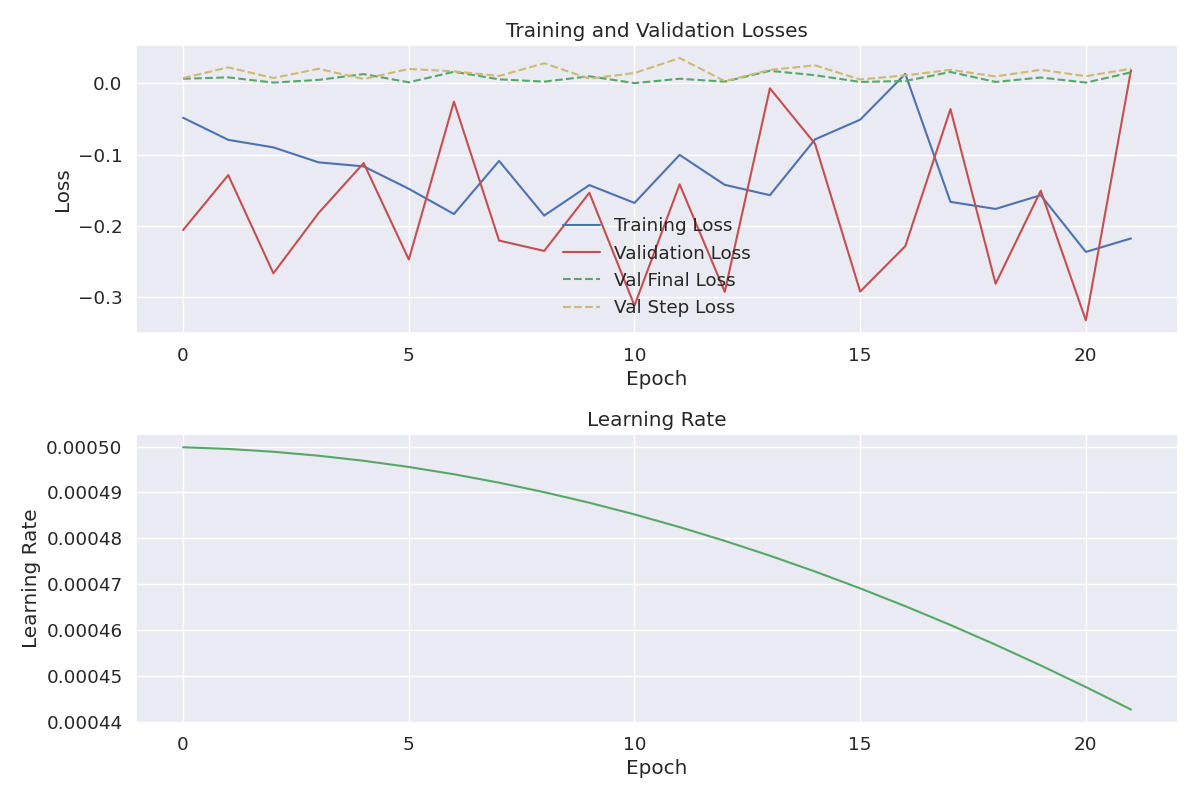 Training and Validation Losses
0.0
−0.1
−0.2
−0.3
Loss
Training Loss
Validation Loss
Val Final Loss
Val Step Loss
0 5 10 15 20
Epoch
Learning Rate
0.00050
0.00049
0.00048
0.00047
0.00046
0.00045
0.00044
Learning Rate
0 5 10 15 20
Epoch